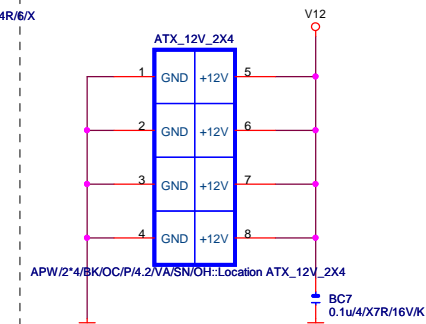 4R/6/X
V12
ATX_12V_2X4
1 GND +12V 5
2 GND +12V 6
3 GND +12V 7
4 GND +12V 8
APW/2*4/BK/OC/P/4.2/VA/SN/OH::Location ATX_12V_2X4
BC7
0.1u/4/X7R/16V/K